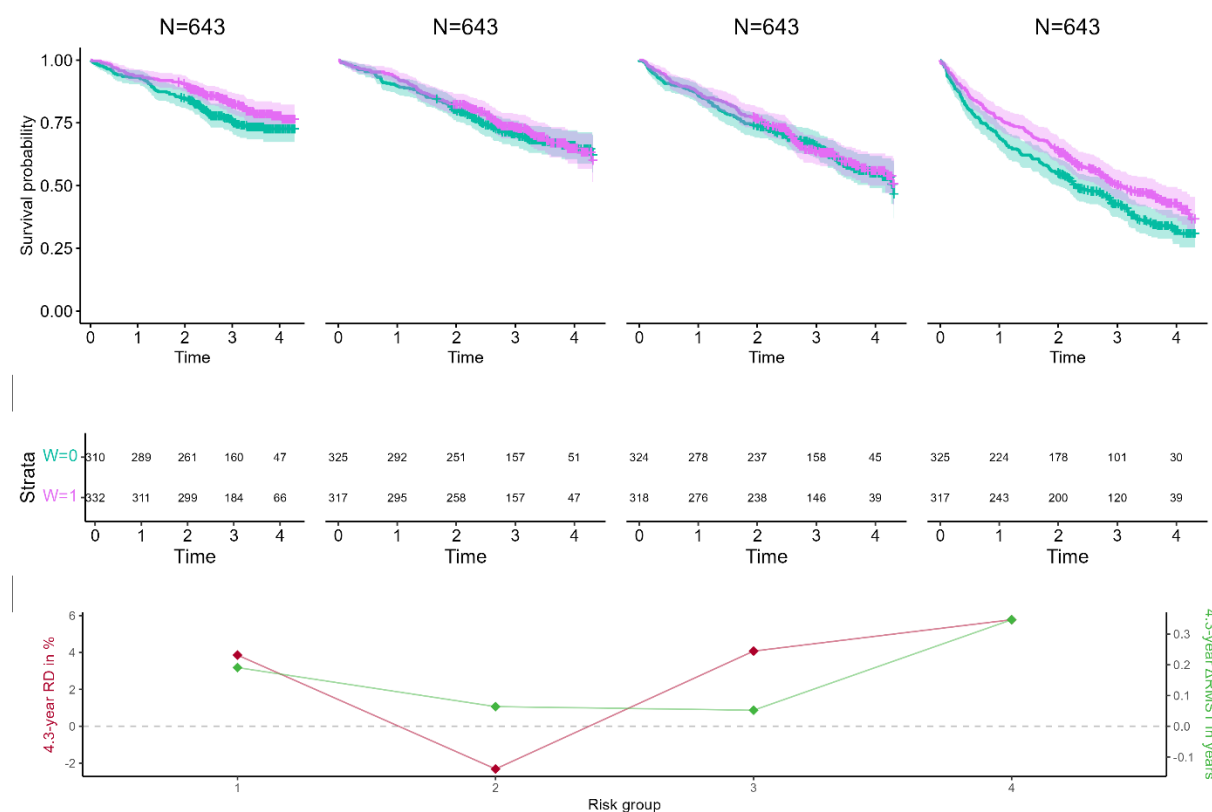 N=643 N=643 N=643 N=643
Survival probability
1.00
0.75
0.50
0.25
0.00
0 1 2 3 4 0 1 2 3 4 0 1 2 3 4 0 1 2 3 4
Time Time Time Time
Strata
W=0 310 289 261 160 47 325 292 251 157 51 324 278 237 158 45 325 224 178 101 30
W=1 332 311 299 184 66 317 295 258 157 47 318 276 238 146 39 317 243 200 120 39
0 1 2 3 4 0 1 2 3 4 0 1 2 3 4 0 1 2 3 4
Time Time Time Time
4.3-year RD in %
6
4
2
0
-2
0.3
0.2
0.1
0.0
-0.1
4.3-year ΔRMST in years
1 2 3 4
Risk group